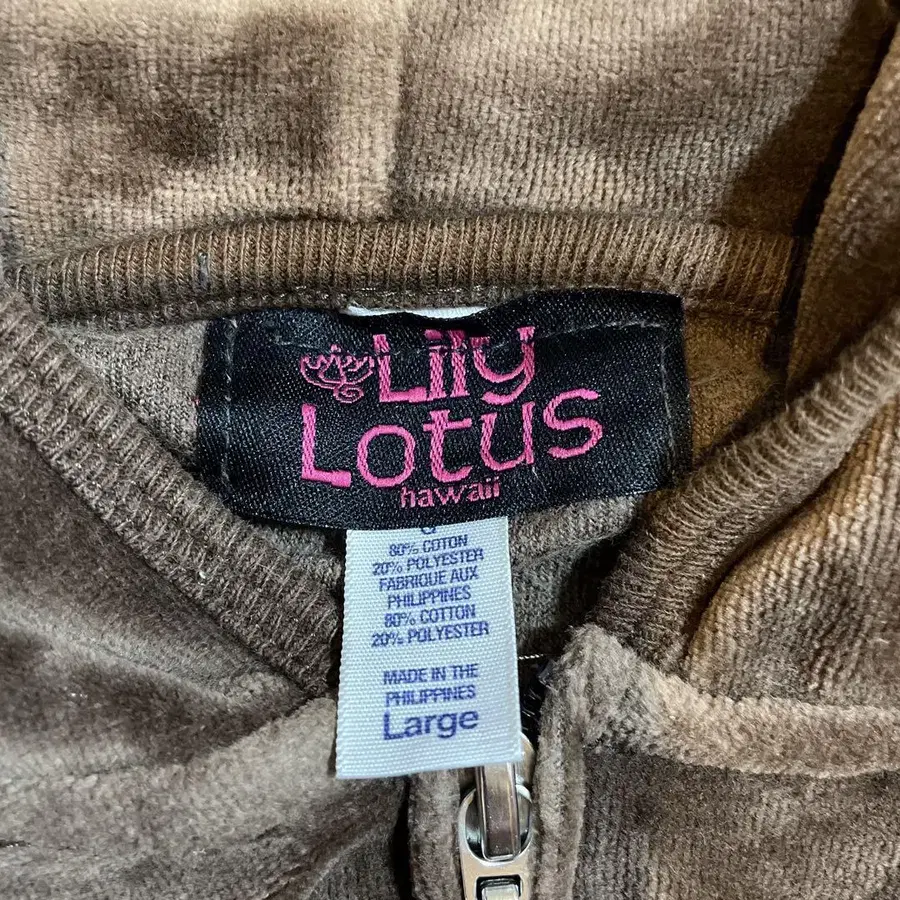 Lily
Lotus
hawaii
80% COTON
20% POLYESTER
FABRIQUE AUX
PHILIPPINES
80% COTTON
20% POLYESTER
MADE IN THE
PHILIPPINES
Large